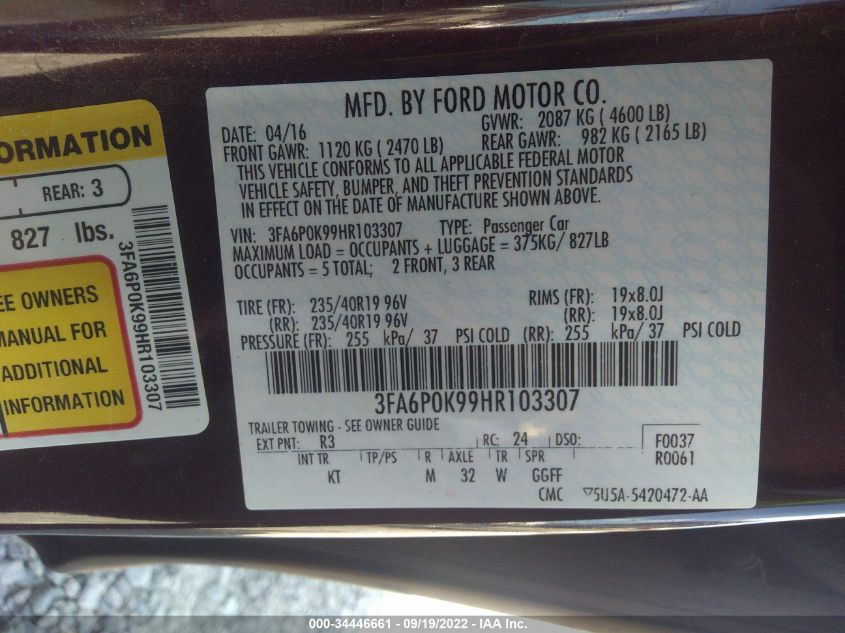 ORMATION
REAR: 3
827 lbs.
EE OWNERS
MANUAL FOR
ADDITIONAL
INFORMATION
3FA6P0K99HR103307
MFD. BY FORD MOTOR CO.
DATE: 04/16 GVWR: 2087 KG ( 4600 LB)
FRONT GAWR: 1120 KG ( 2470 LB) REAR GAWR: 982 KG ( 2165 LB)
THIS VEHICLE CONFORMS TO ALL APPLICABLE FEDERAL MOTOR
VEHICLE SAFETY, BUMPER, AND THEFT PREVENTION STANDARDS
IN EFFECT ON THE DATE OF MANUFACTURE SHOWN ABOVE.
VIN: 3FA6P0K99HR103307 TYPE: Passenger Car
MAXIMUM LOAD = OCCUPANTS + LUGGAGE = 375KG/ 827LB
OCCUPANTS = 5 TOTAL; 2 FRONT, 3 REAR
TIRE (FR): 235/40R19 96V RIMS (FR): 19x8.0J
(RR): 235/40R19 96V (RR): 19x8.0J
PRESSURE (FR): 255 kPa/ 37 PSI COLD (RR): 255 kPa/ 37 PSI COLD
3FA6P0K99HR103307
TRAILER TOWING - SEE OWNER GUIDE
EXT PNT: R3 RC: 24 DSO: F0037
R0061
INT TR TP/PS R AXLE TR SPR
KT M 32 W GGFF
CMC ▽5U5A-5420472-AA
000-34446661 - 09/19/2022 - IAA Inc.